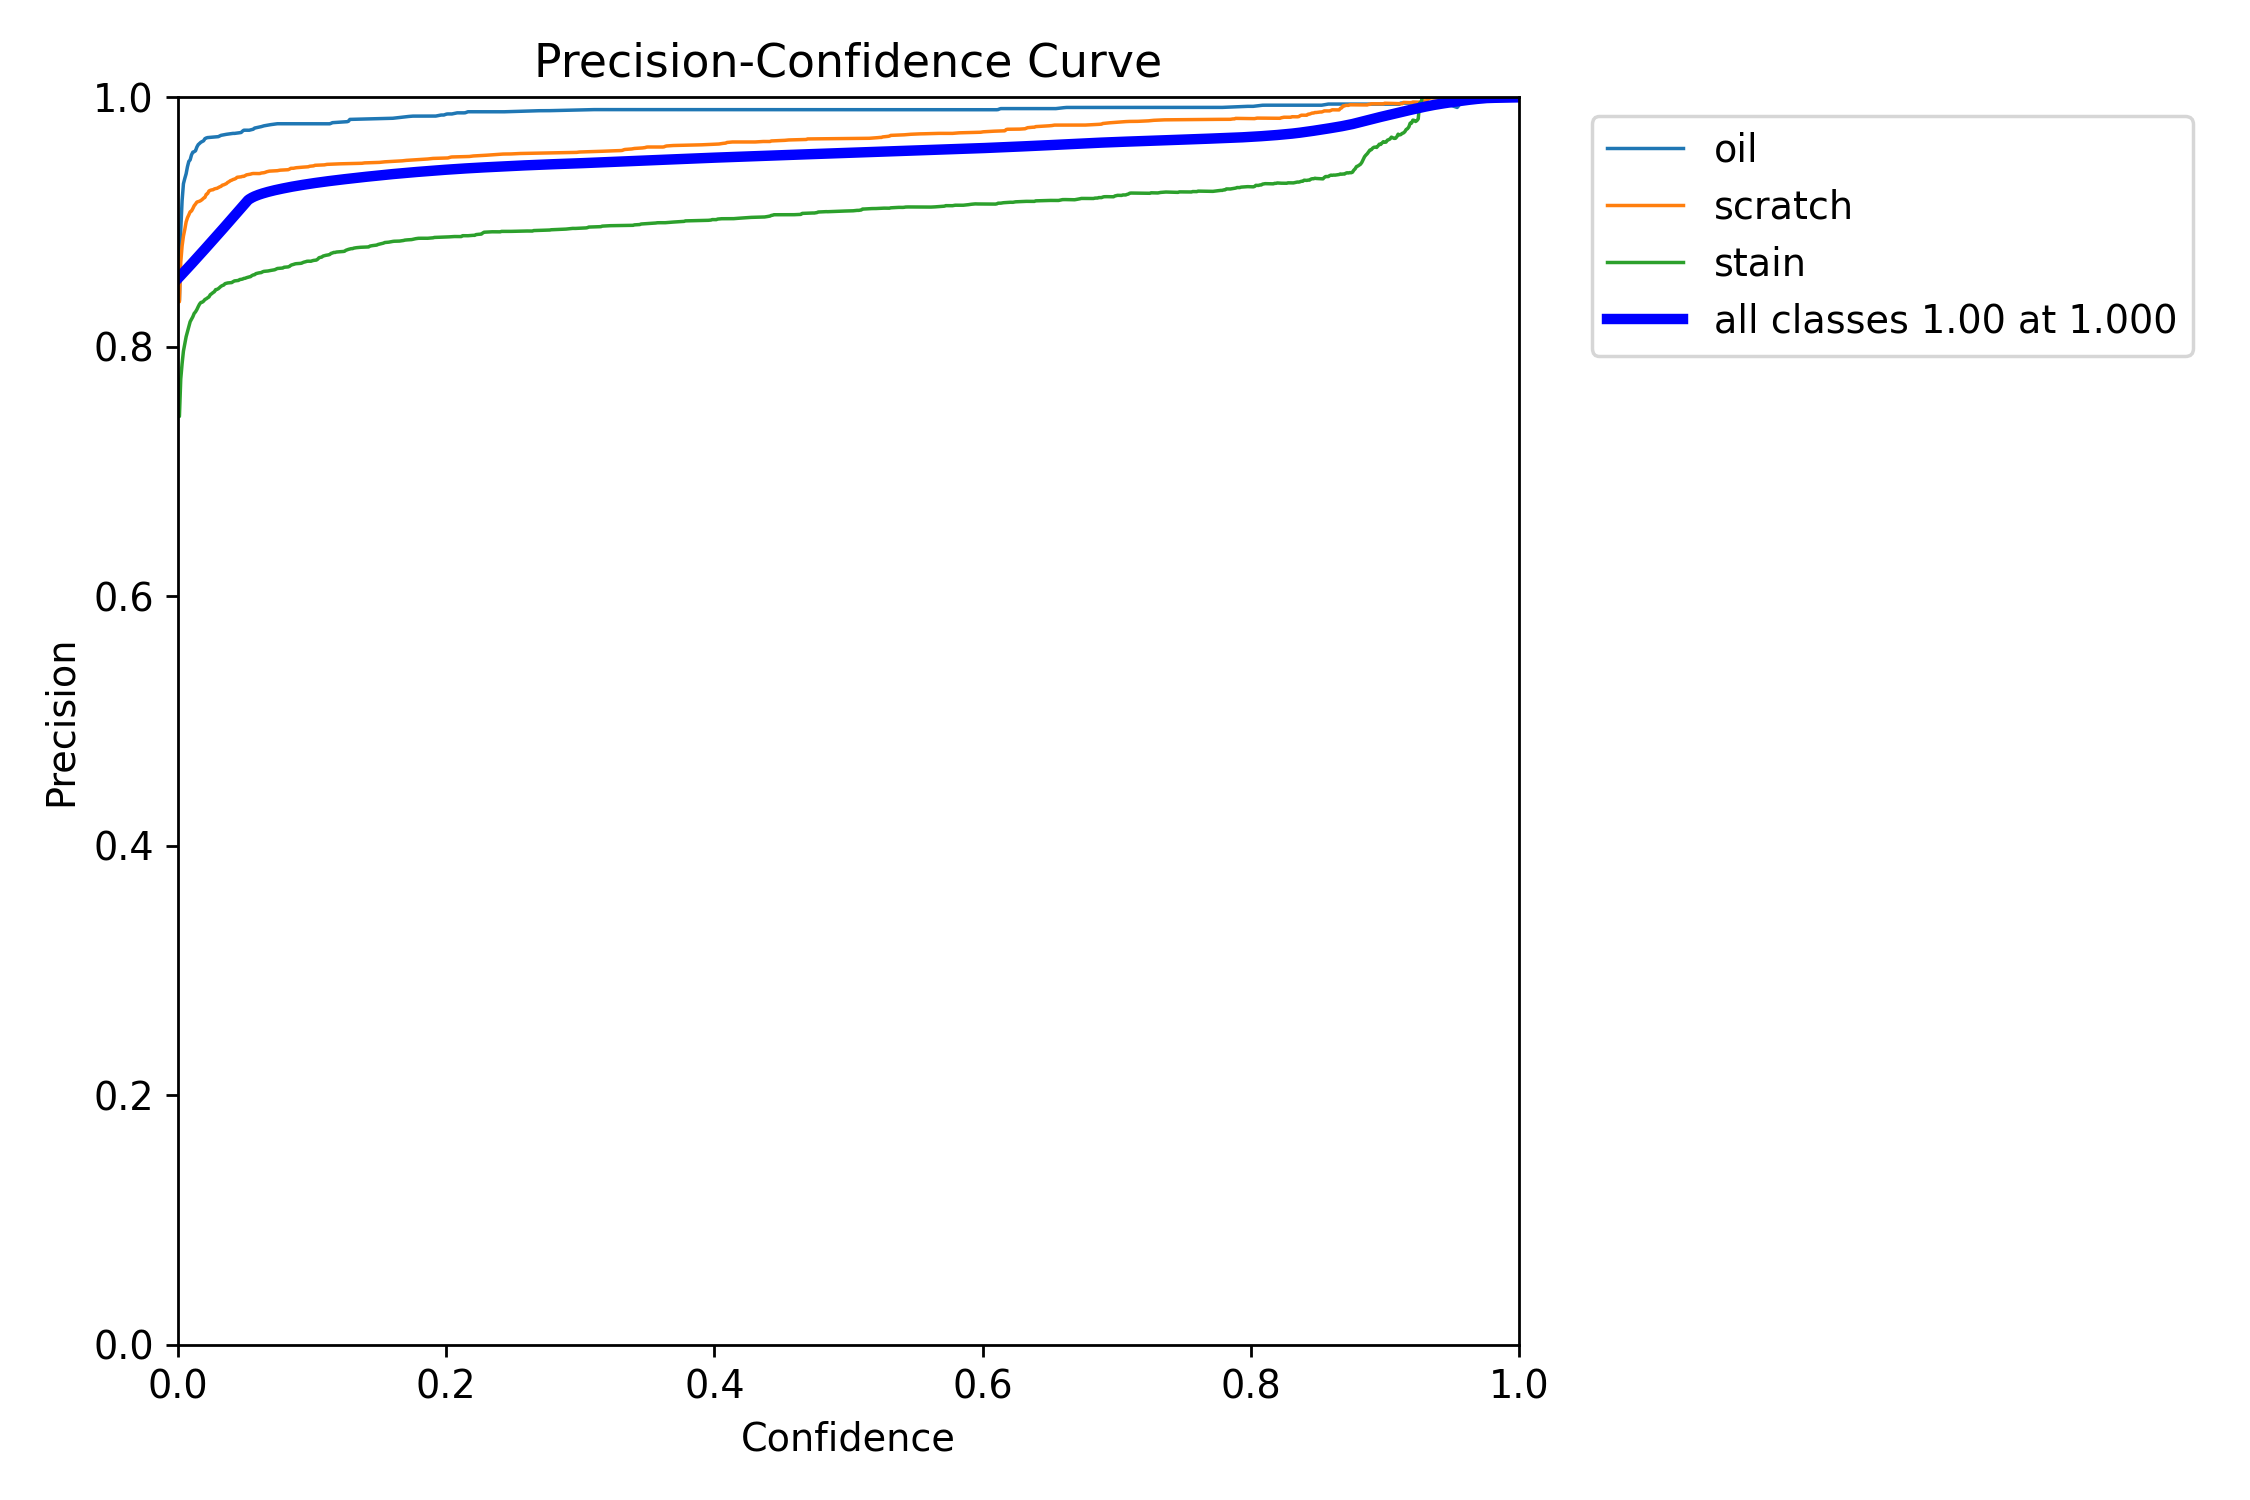 Precision-Confidence Curve
1.0
0.8
0.6
0.4
0.2
0.0
Precision
0.0 0.2 0.4 0.6 0.8 1.0
Confidence
oil
scratch
stain
all classes 1.00 at 1.000